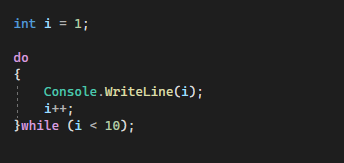 int i = 1;
do
{
Console.WriteLine(i);
i++;
}while (i < 10);